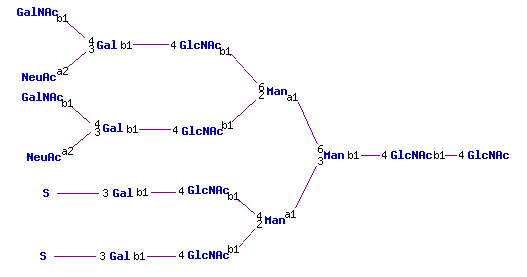 GalNAc b1
4 Gal b1 4 GlcNAc b1
3
NeuAc a2
6 Man a1
2
GalNAc b1
4 Gal b1 4 GlcNAc b1
3
NeuAc a2
6 Man b1 4 GlcNAc b1 4 GlcNAc
3
S 3 Gal b1 4 GlcNAc b1
4 Man a1
2
S 3 Gal b1 4 GlcNAc b1